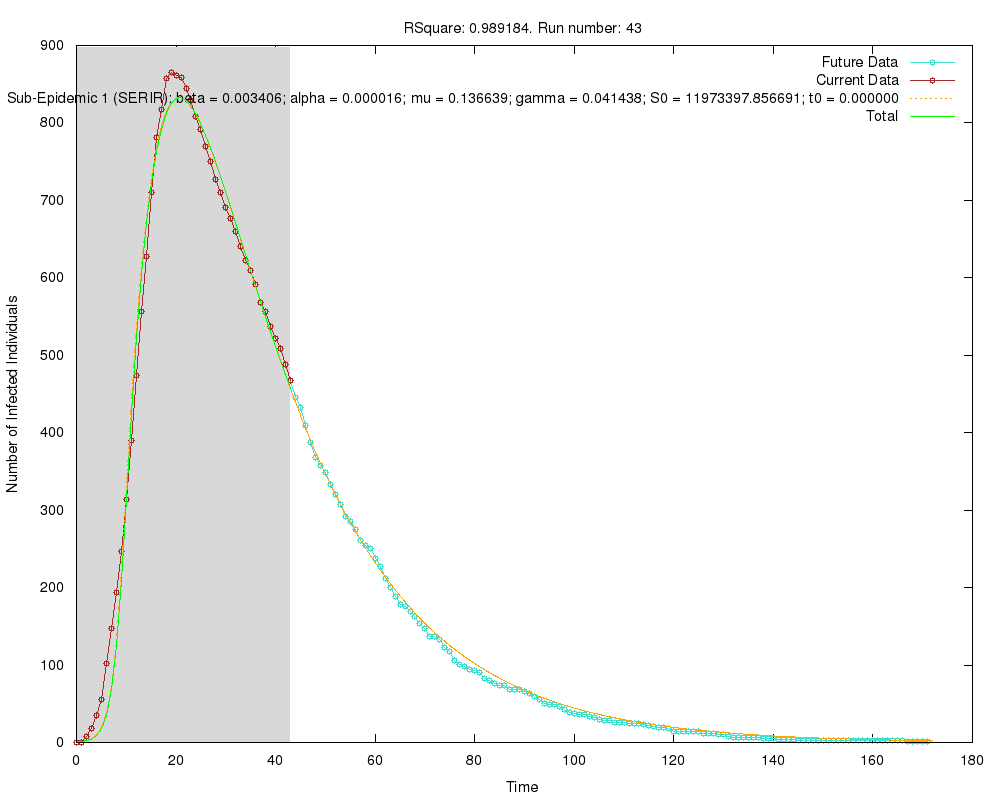 RSquare: 0.989184. Run number: 43
Future Data
Current Data
Sub-Epidemic 1 (SERIR): beta = 0.003406; alpha = 0.000016; mu = 0.136639; gamma = 0.041438; S0 = 11973397.856691; t0 = 0.000000
Total
Number of Infected Individuals
900
800
700
600
500
400
300
200
100
0
0 20 40 60 80 100 120 140 160 180
Time